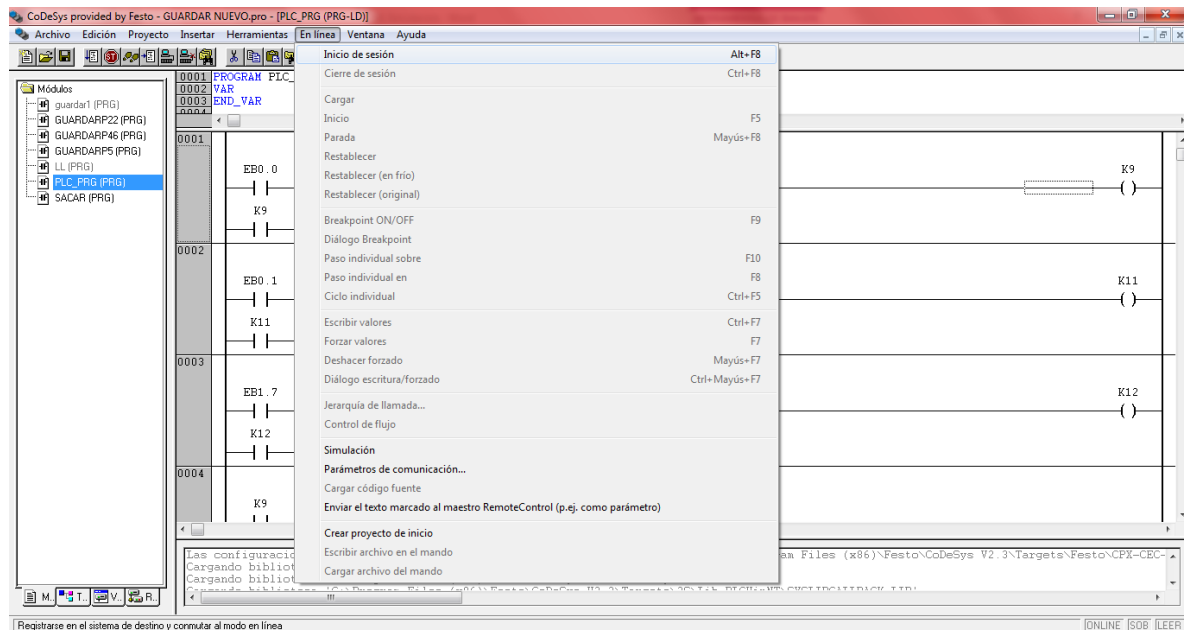 CoDeSys provided by Festo - GUARDAR NUEVO.pro - [PLC_PRG (PRG-LD)]
Archivo Edición Proyecto Insertar Herramientas En línea Ventana Ayuda
Módulos
guardar1 (PRG)
GUARDARP22 (PRG)
GUARDARP46 (PRG)
GUARDARP5 (PRG)
LL (PRG)
PLC_PRG (PRG)
SACAR (PRG)
M.. T.. V.. R..
0001 PROGRAM PLC_
0002 VAR
0003 END_VAR
0004
0001
EB0.0 K9
K9
0002
EB0.1 K11
K11
0003
EB1.7 K12
K12
0004
K9
Inicio de sesión Alt+F8
Cierre de sesión Ctrl+F8
Cargar
Inicio F5
Parada Mayús+F8
Restablecer
Restablecer (en frío)
Restablecer (original)
Breakpoint ON/OFF F9
Diálogo Breakpoint
Paso individual sobre F10
Paso individual en F8
Ciclo individual Ctrl+F5
Escribir valores Ctrl+F7
Forzar valores F7
Deshacer forzado Mayús+F7
Diálogo escritura/forzado Ctrl+Mayús+F7
Jerarquía de llamada...
Control de flujo
Simulación
Parámetros de comunicación...
Cargar código fuente
Enviar el texto marcado al maestro RemoteControl (p.ej. como parámetro)
Crear proyecto de inicio
Escribir archivo en el mando
Cargar archivo del mando
Las configuracio am Files (x86)\Festo\CoDeSys V2.3\Targets\Festo\CPX-CEC-
Cargando bibliot
Cargando bibliot
Registrarse en el sistema de destino y conmutar al modo en línea
ONLINE SOB LEER